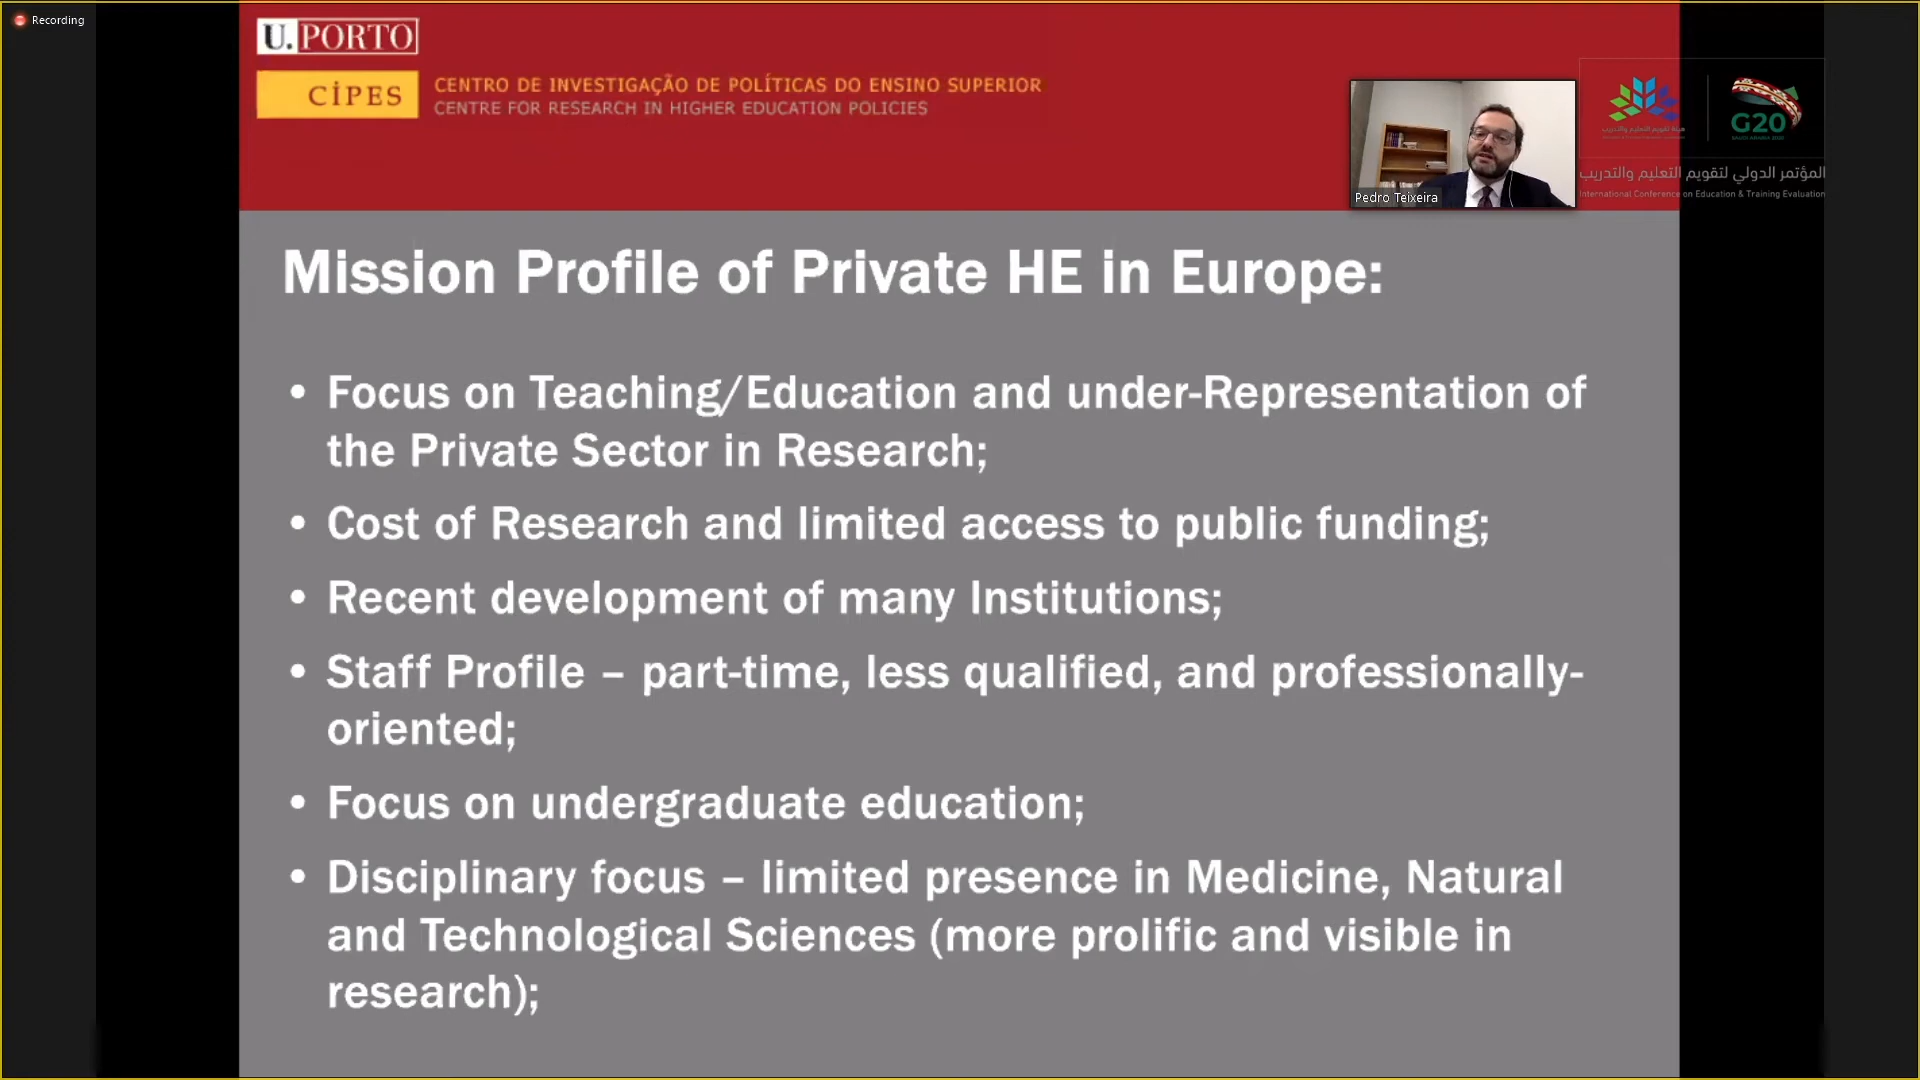 Recording
U.PORTO
CİPES
CENTRO DE INVESTIGAÇÃO DE POLÍTICAS DO ENSINO SUPERIOR
CENTRE FOR RESEARCH IN HIGHER EDUCATION POLICIES
Pedro Teixeira
G20
المؤتمر الدولي لتقويم التعليم والتدريب
International Conference on Education & Training Evaluation
Mission Profile of Private HE in Europe:
• Focus on Teaching/Education and under-Representation of
the Private Sector in Research;
• Cost of Research and limited access to public funding;
• Recent development of many Institutions;
• Staff Profile – part-time, less qualified, and professionally-
oriented;
• Focus on undergraduate education;
• Disciplinary focus – limited presence in Medicine, Natural
and Technological Sciences (more prolific and visible in
research);